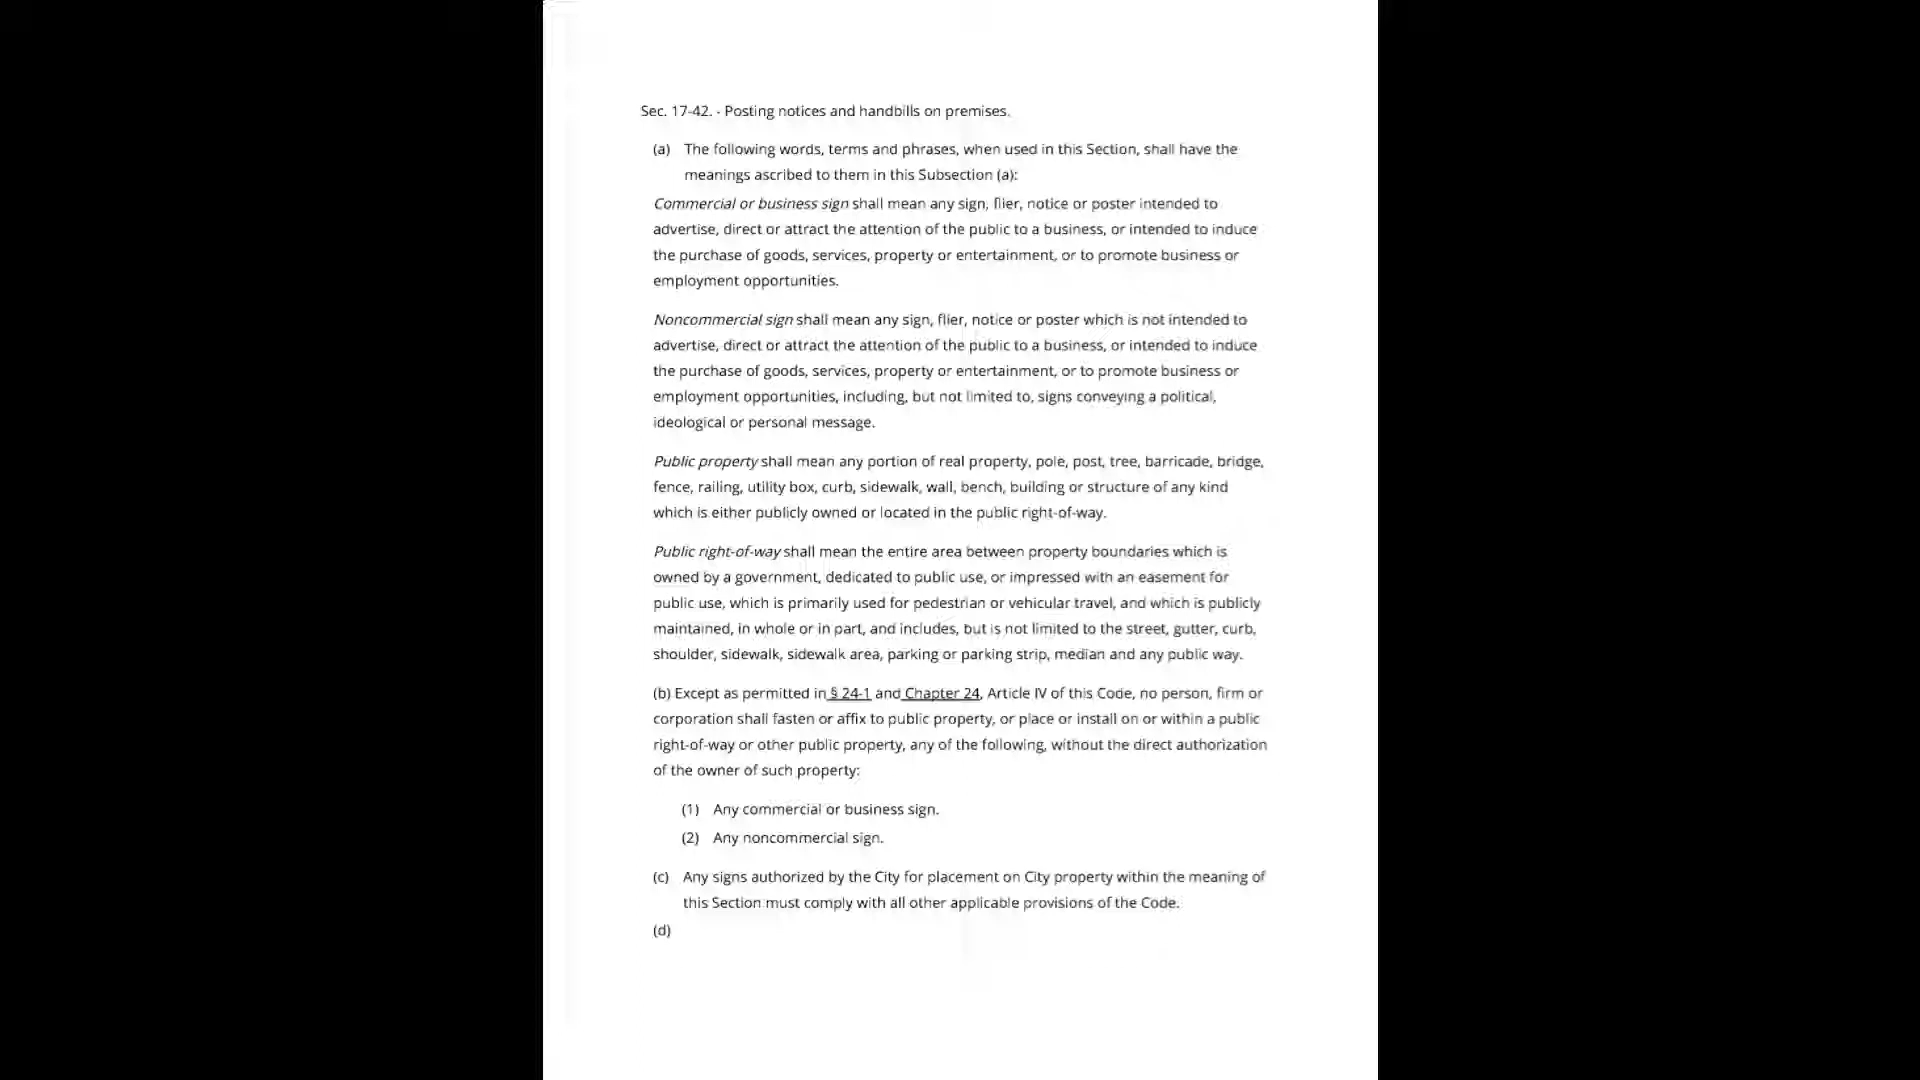 Sec. 17-42. - Posting notices and handbills on premises.
(a) The following words, terms and phrases, when used in this Section, shall have the
meanings ascribed to them in this Subsection (a):
Commercial or business sign shall mean any sign, flier, notice or poster intended to
advertise, direct or attract the attention of the public to a business, or intended to induce
the purchase of goods, services, property or entertainment, or to promote business or
employment opportunities.
Noncommercial sign shall mean any sign, flier, notice or poster which is not intended to
advertise, direct or attract the attention of the public to a business, or intended to induce
the purchase of goods, services, property or entertainment, or to promote business or
employment opportunities, including, but not limited to, signs conveying a political,
ideological or personal message.
Public property shall mean any portion of real property, pole, post, tree, barricade, bridge,
fence, railing, utility box, curb, sidewalk, wall, bench, building or structure of any kind
which is either publicly owned or located in the public right-of-way.
Public right-of-way shall mean the entire area between property boundaries which is
owned by a government, dedicated to public use, or impressed with an easement for
public use, which is primarily used for pedestrian or vehicular travel, and which is publicly
maintained, in whole or in part, and includes, but is not limited to the street, gutter, curb,
shoulder, sidewalk, sidewalk area, parking or parking strip, median and any public way.
(b) Except as permitted in § 24-1 and Chapter 24, Article IV of this Code, no person, firm or
corporation shall fasten or affix to public property, or place or install on or within a public
right-of-way or other public property, any of the following, without the direct authorization
of the owner of such property:
(1) Any commercial or business sign.
(2) Any noncommercial sign.
(c) Any signs authorized by the City for placement on City property within the meaning of
this Section must comply with all other applicable provisions of the Code.
(d)